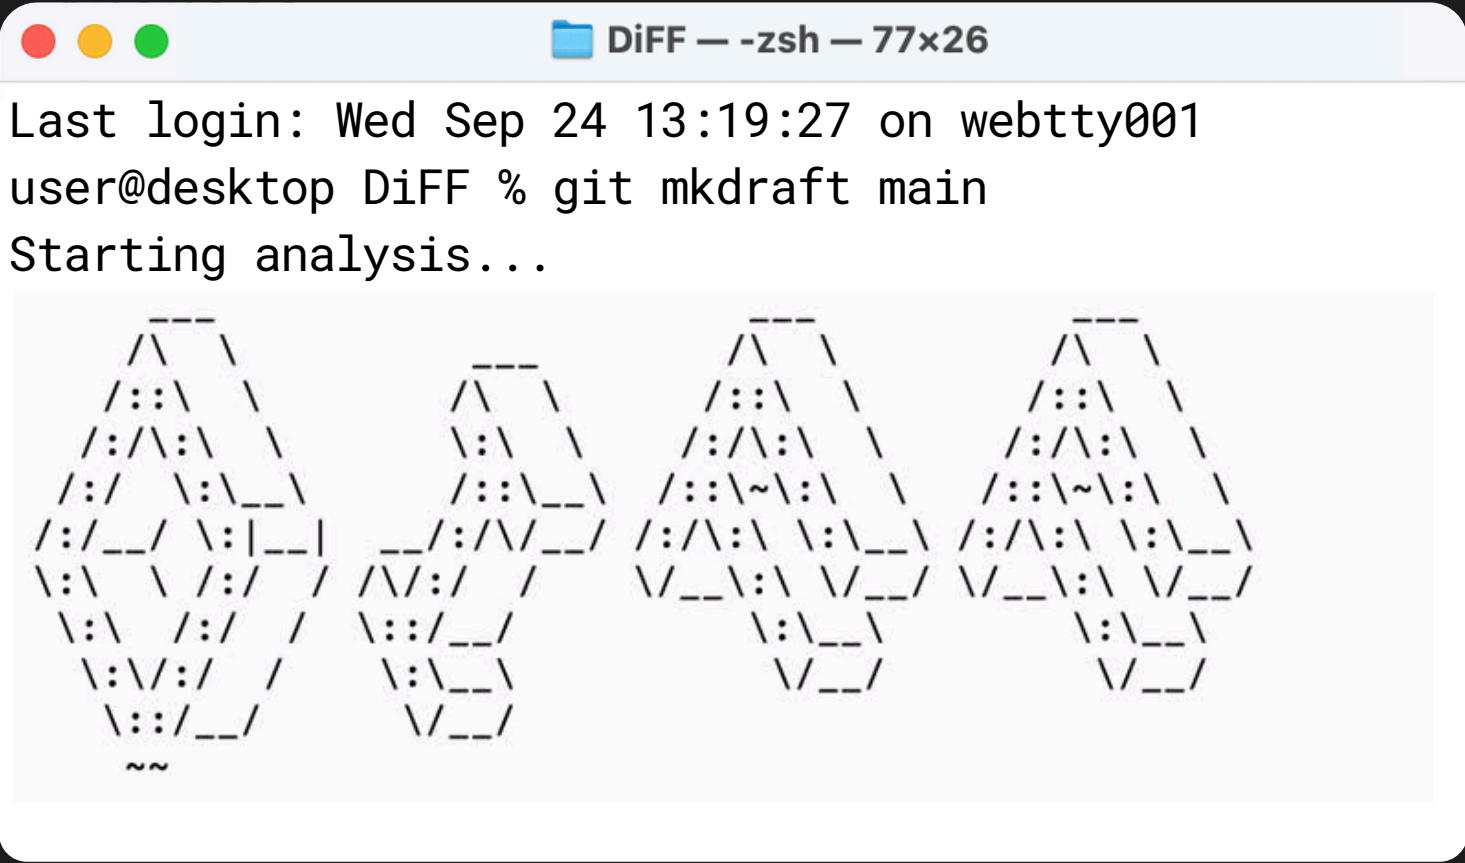 DiFF — -zsh — 77×26
Last login: Wed Sep 24 13:19:27 on webtty001
user@desktop DiFF % git mkdraft main
Starting analysis...
DIFF